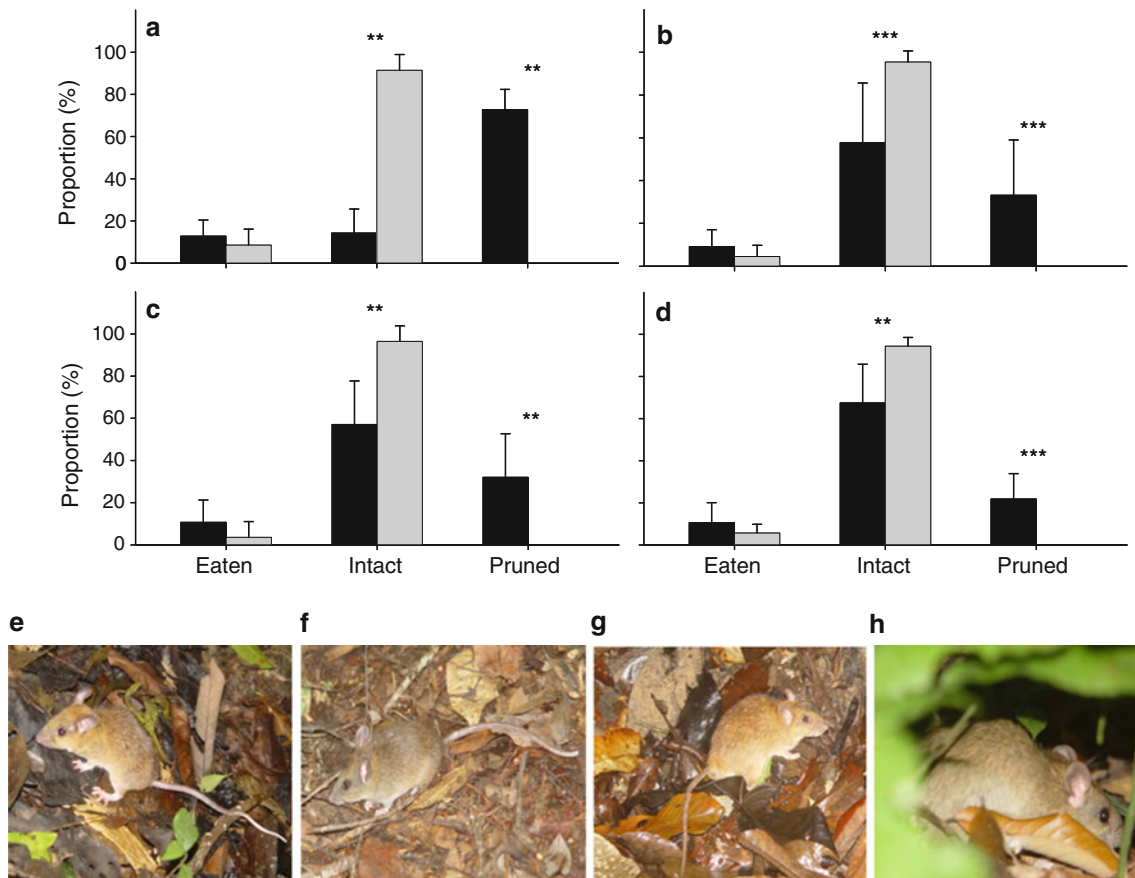 a
b
Proportion (%)
100
80
60
40
20
0
**
**
***
***
c
d
Proportion (%)
100
80
60
40
20
0
**
**
**
***
Eaten
Intact
Pruned
Eaten
Intact
Pruned
e
f
g
h